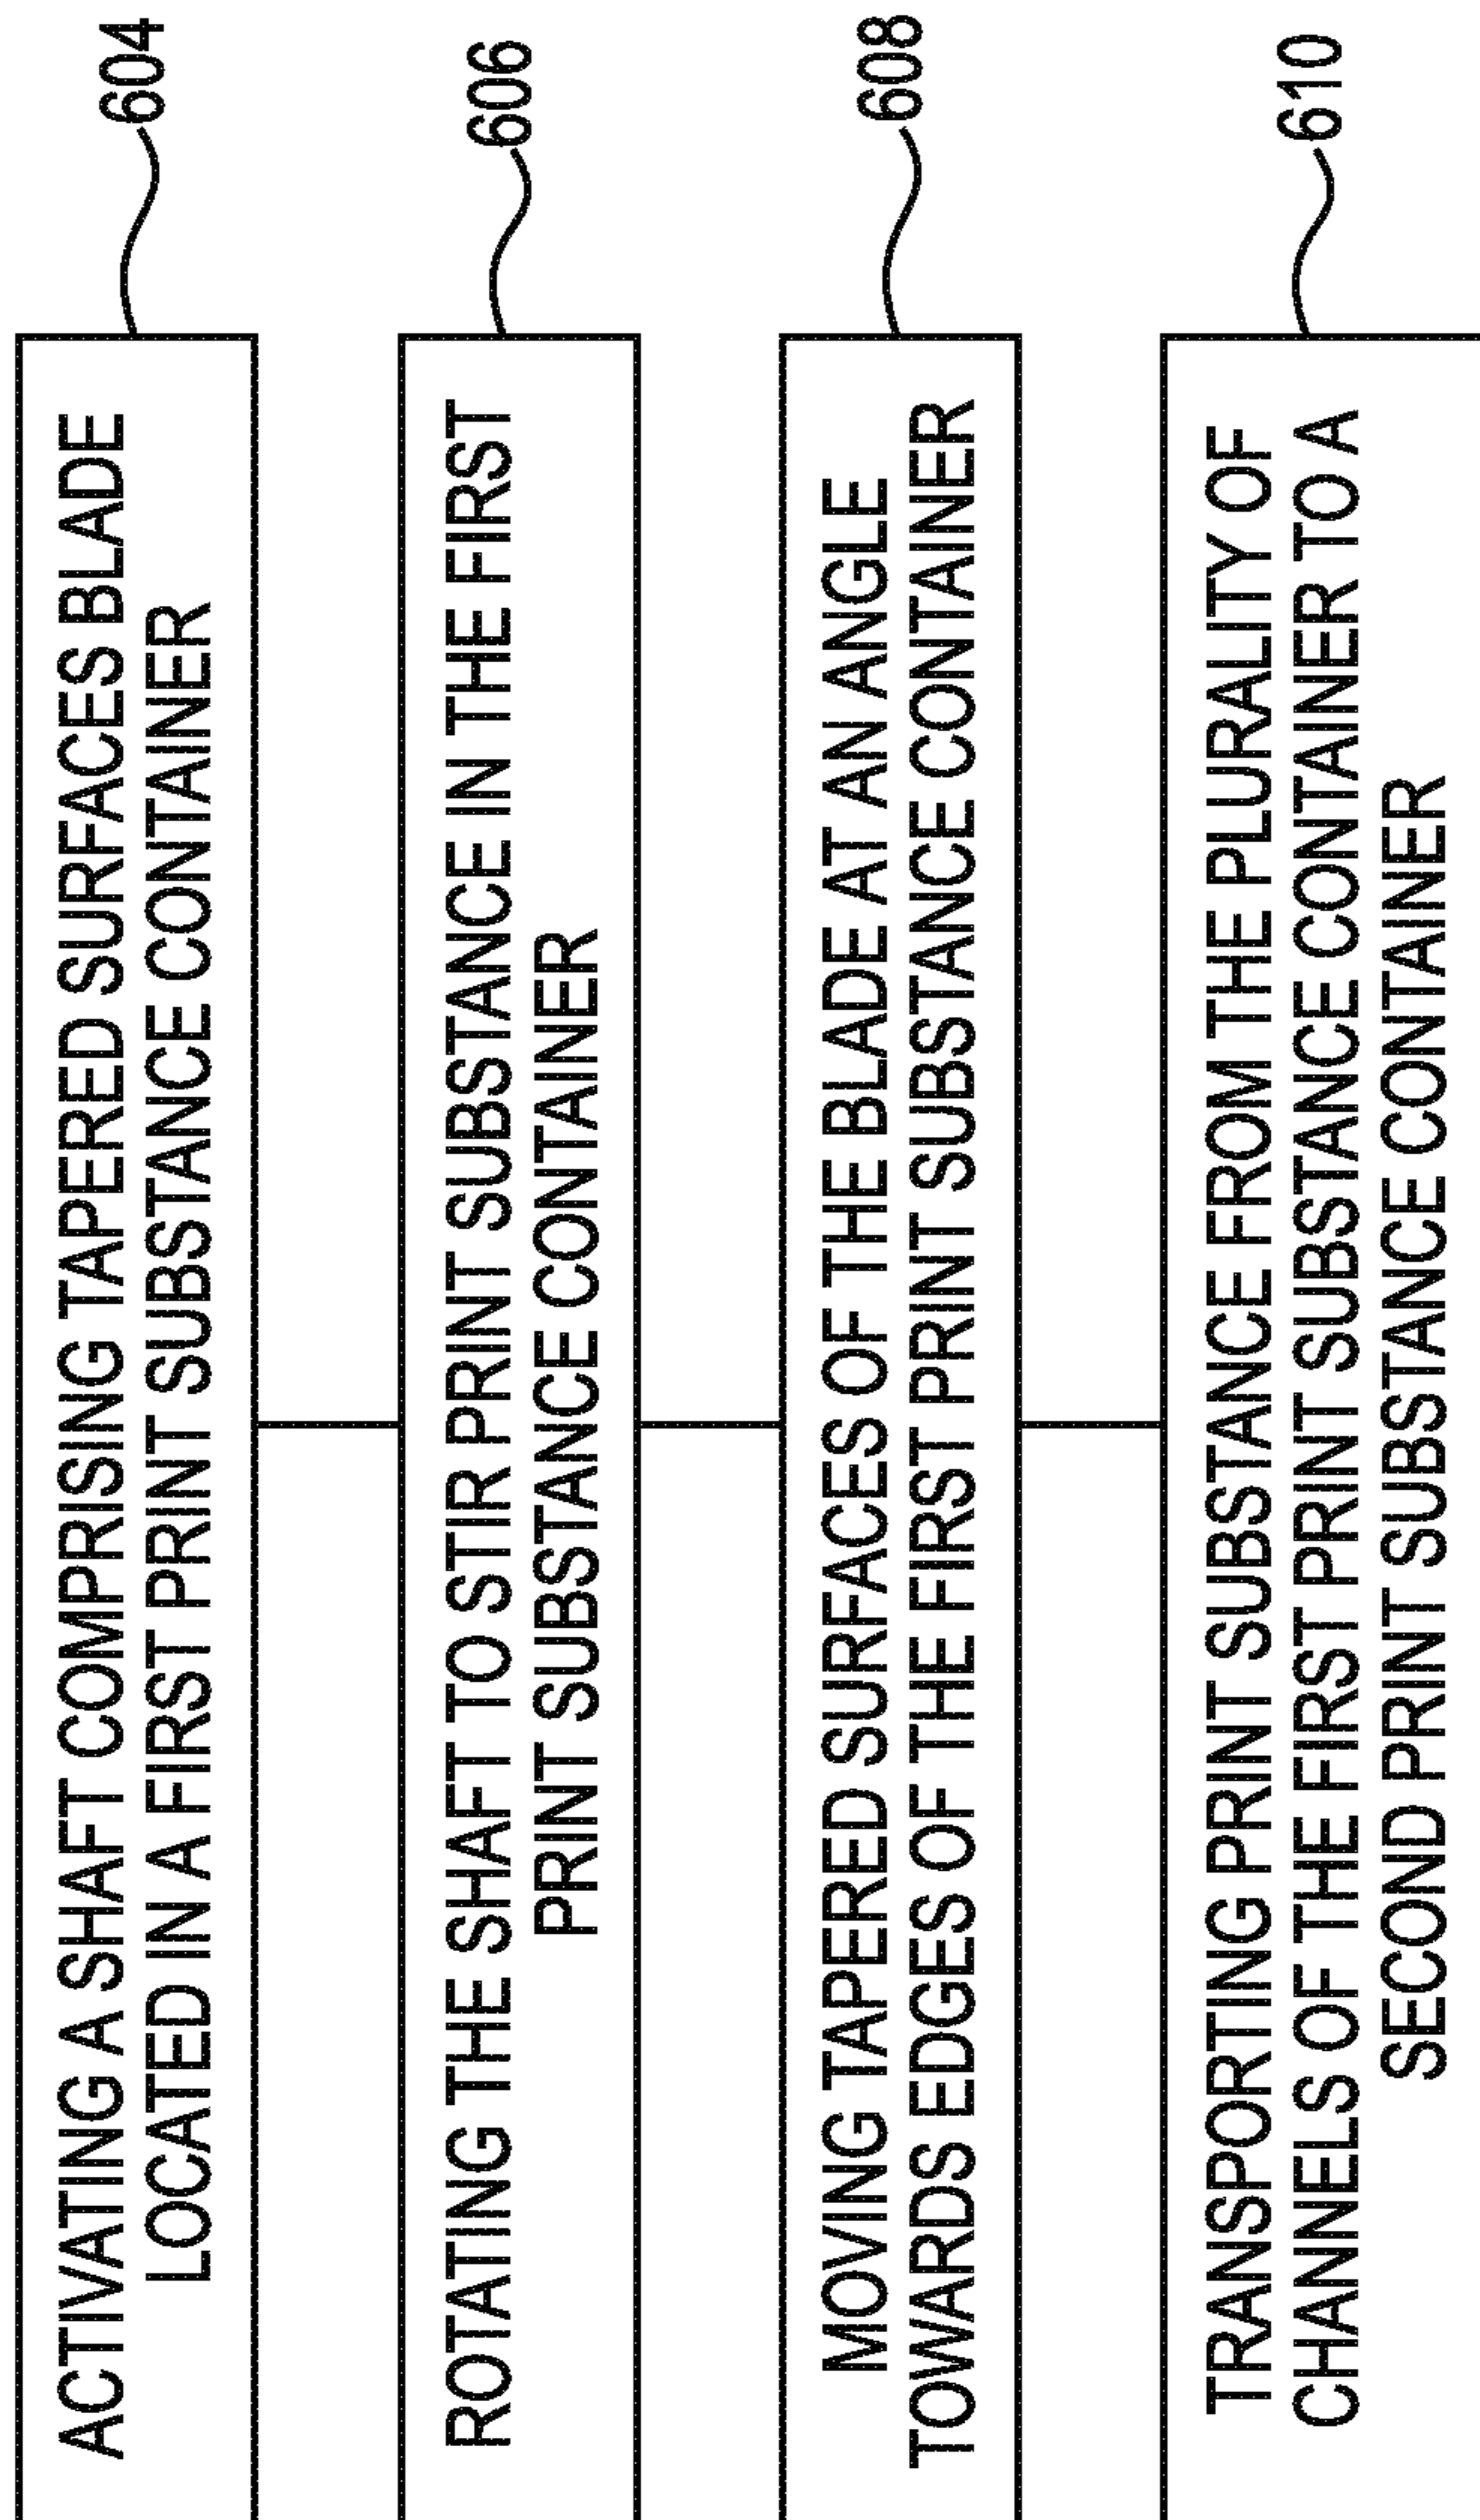 ACTIVATING A SHAFT COMPRISING TAPERED SURFACES BLADE
LOCATED IN A FIRST PRINT SUBSTANCE CONTAINER
604
ROTATING THE SHAFT TO STIR PRINT SUBSTANCE IN THE FIRST
PRINT SUBSTANCE CONTAINER
606
MOVING TAPERED SURFACES OF THE BLADE AT AN ANGLE
TOWARDS EDGES OF THE FIRST PRINT SUBSTANCE CONTAINER
608
TRANSPORTING PRINT SUBSTANCE FROM THE PLURALITY OF
CHANNELS OF THE FIRST PRINT SUBSTANCE CONTAINER TO A
SECOND PRINT SUBSTANCE CONTAINER
610